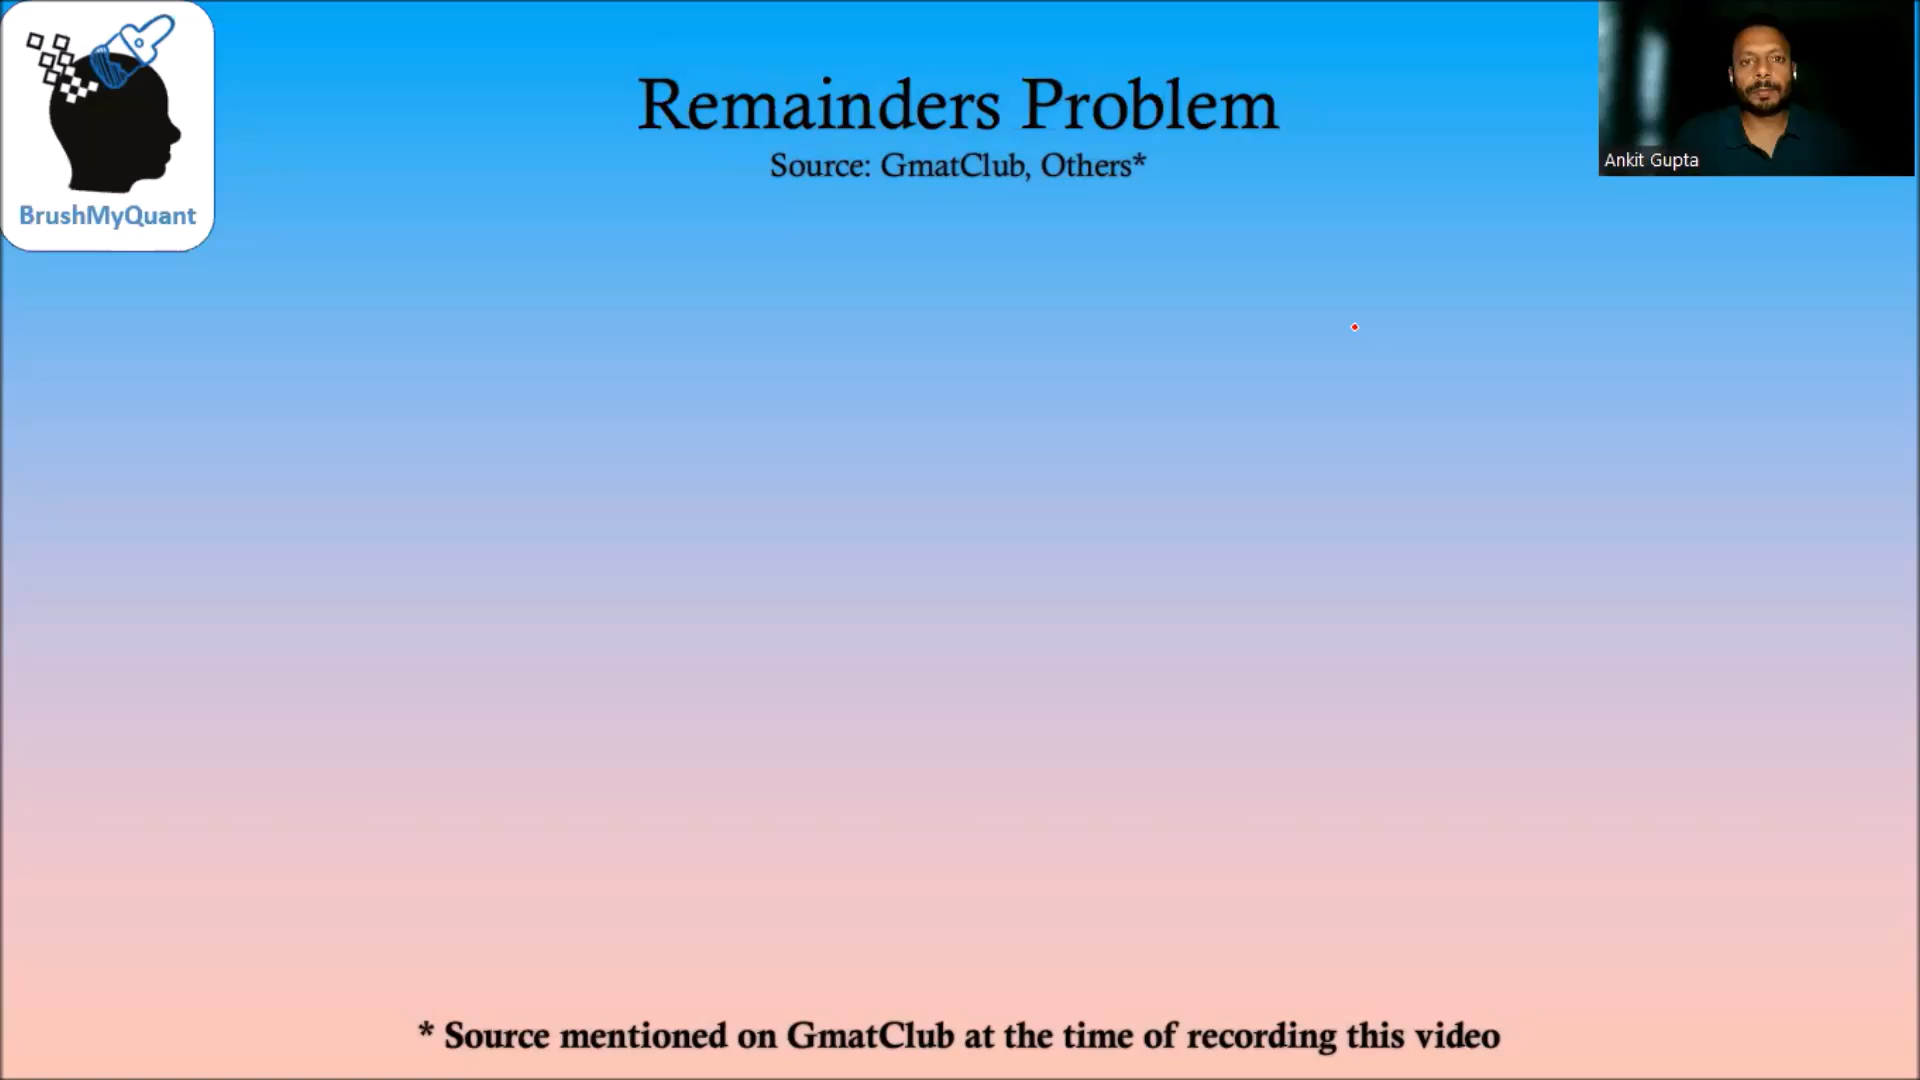 Remainders Problem
Source: GmatClub, Others*
Ankit Gupta
BrushMyQuant
* Source mentioned on GmatClub at the time of recording this video